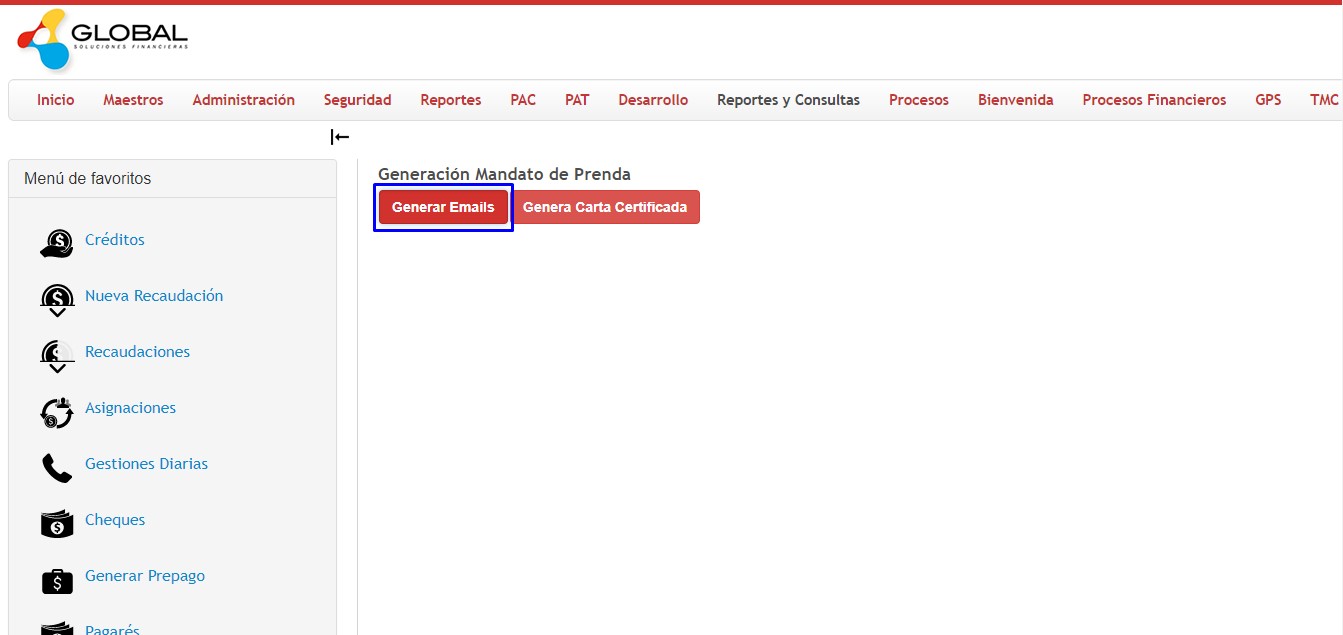 GLOBAL
SOLUCIONES FINANCIERAS
Inicio Maestros Administración Seguridad Reportes PAC PAT Desarrollo Reportes y Consultas Procesos Bienvenida Procesos Financieros GPS TMC
Menú de favoritos
Créditos
Nueva Recaudación
Recaudaciones
Asignaciones
Gestiones Diarias
Cheques
Generar Prepago
Pagarés
Generación Mandato de Prenda
Generar Emails Genera Carta Certificada